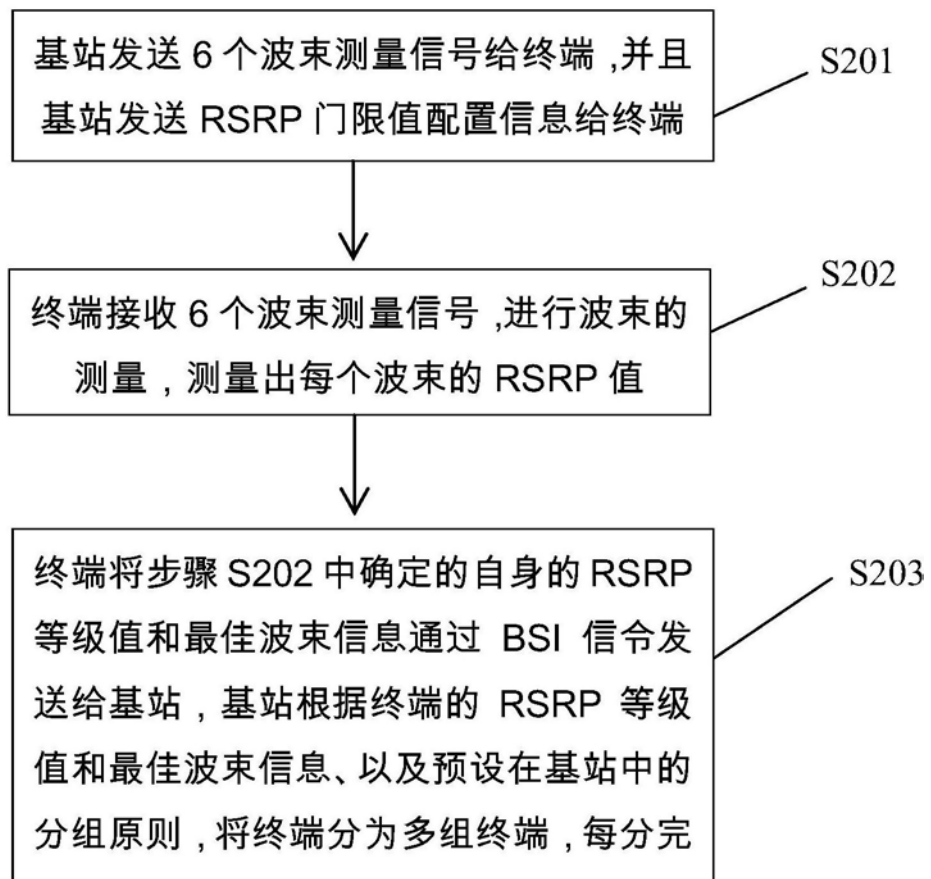 基站发送 6 个波束测量信号给终端 ,并且
基站发送 RSRP 门限值配置信息给终端
S201
终端接收 6 个波束测量信号 ,进行波束的
测量 , 测量出每个波束的 RSRP 值
S202
终端将步骤 S202 中确定的自身的 RSRP
等级值和最佳波束信息通过 BSI 信令发
送给基站 , 基站根据终端的 RSRP 等级
值和最佳波束信息、以及预设在基站中的
分组原则 , 将终端分为多组终端 , 每分完
S203